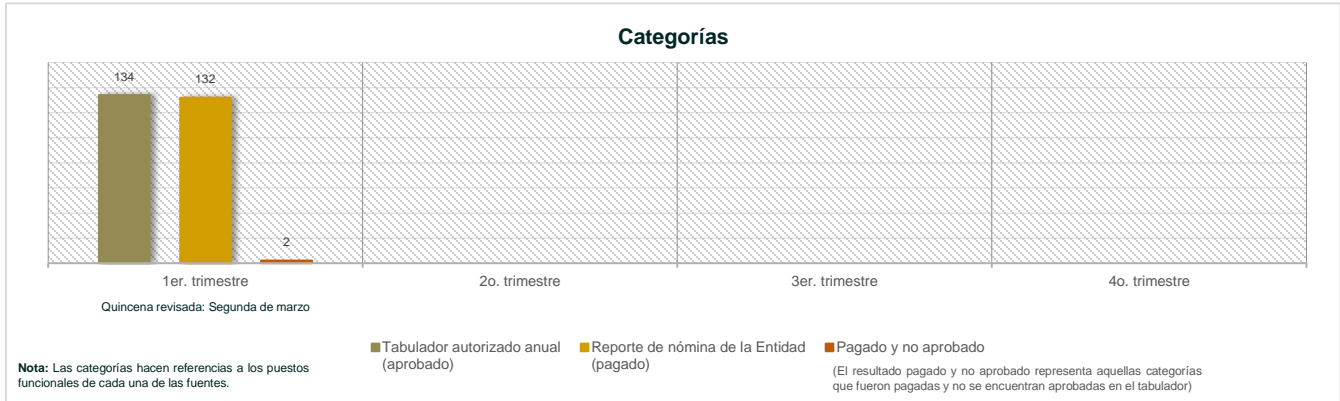 Categorías
134
132
2
1er. trimestre
2o. trimestre
3er. trimestre
4o. trimestre
Quincena revisada: Segunda de marzo
Tabulador autorizado anual
(aprobado)
Reporte de nómina de la Entidad
(pagado)
Pagado y no aprobado
(El resultado pagado y no aprobado representa aquellas categorías
que fueron pagadas y no se encuentran aprobadas en el tabulador)
Nota: Las categorías hacen referencias a los puestos
funcionales de cada una de las fuentes.